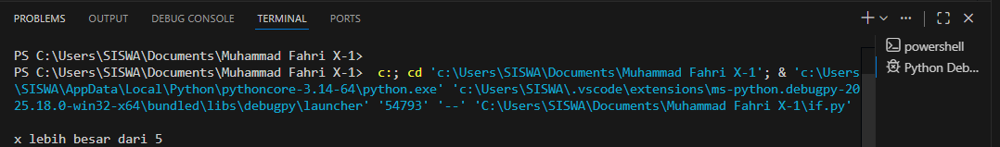 PROBLEMS OUTPUT DEBUG CONSOLE TERMINAL PORTS
PS C:\Users\SISWA\Documents\Muhammad Fahri X-1>
PS C:\Users\SISWA\Documents\Muhammad Fahri X-1> c:; cd 'c:\Users\SISWA\Documents\Muhammad Fahri X-1'; & 'c:\Users
\SISWA\AppData\Local\Python\pythoncore-3.14-64\python.exe' 'c:\Users\SISWA\.vscode\extensions\ms-python.debugpy-20
25.18.0-win32-x64\bundled\libs\debugpy\launcher' '54793' '--' 'C:\Users\SISWA\Documents\Muhammad Fahri X-1\if.py'
x lebih besar dari 5
powershell
Python Deb...